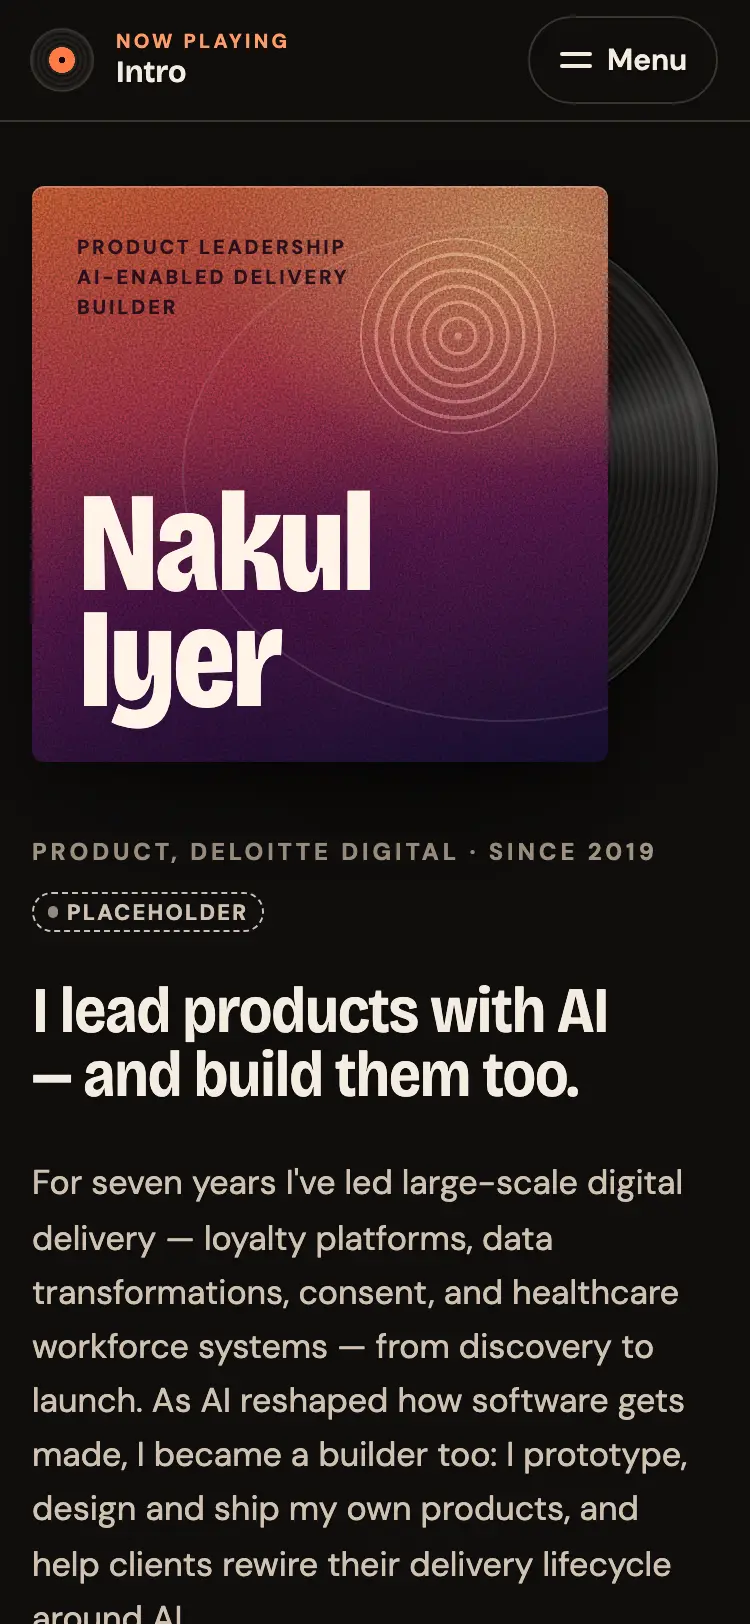 NOW PLAYING
Intro
Menu
PRODUCT LEADERSHIP
AI-ENABLED DELIVERY
BUILDER
Nakul
Iyer
PRODUCT, DELOITTE DIGITAL · SINCE 2019
PLACEHOLDER
I lead products with AI
— and build them too.
For seven years I've led large-scale digital
delivery — loyalty platforms, data
transformations, consent, and healthcare
workforce systems — from discovery to
launch. As AI reshaped how software gets
made, I became a builder too: I prototype,
design and ship my own products, and
help clients rewire their delivery lifecycle
around AI